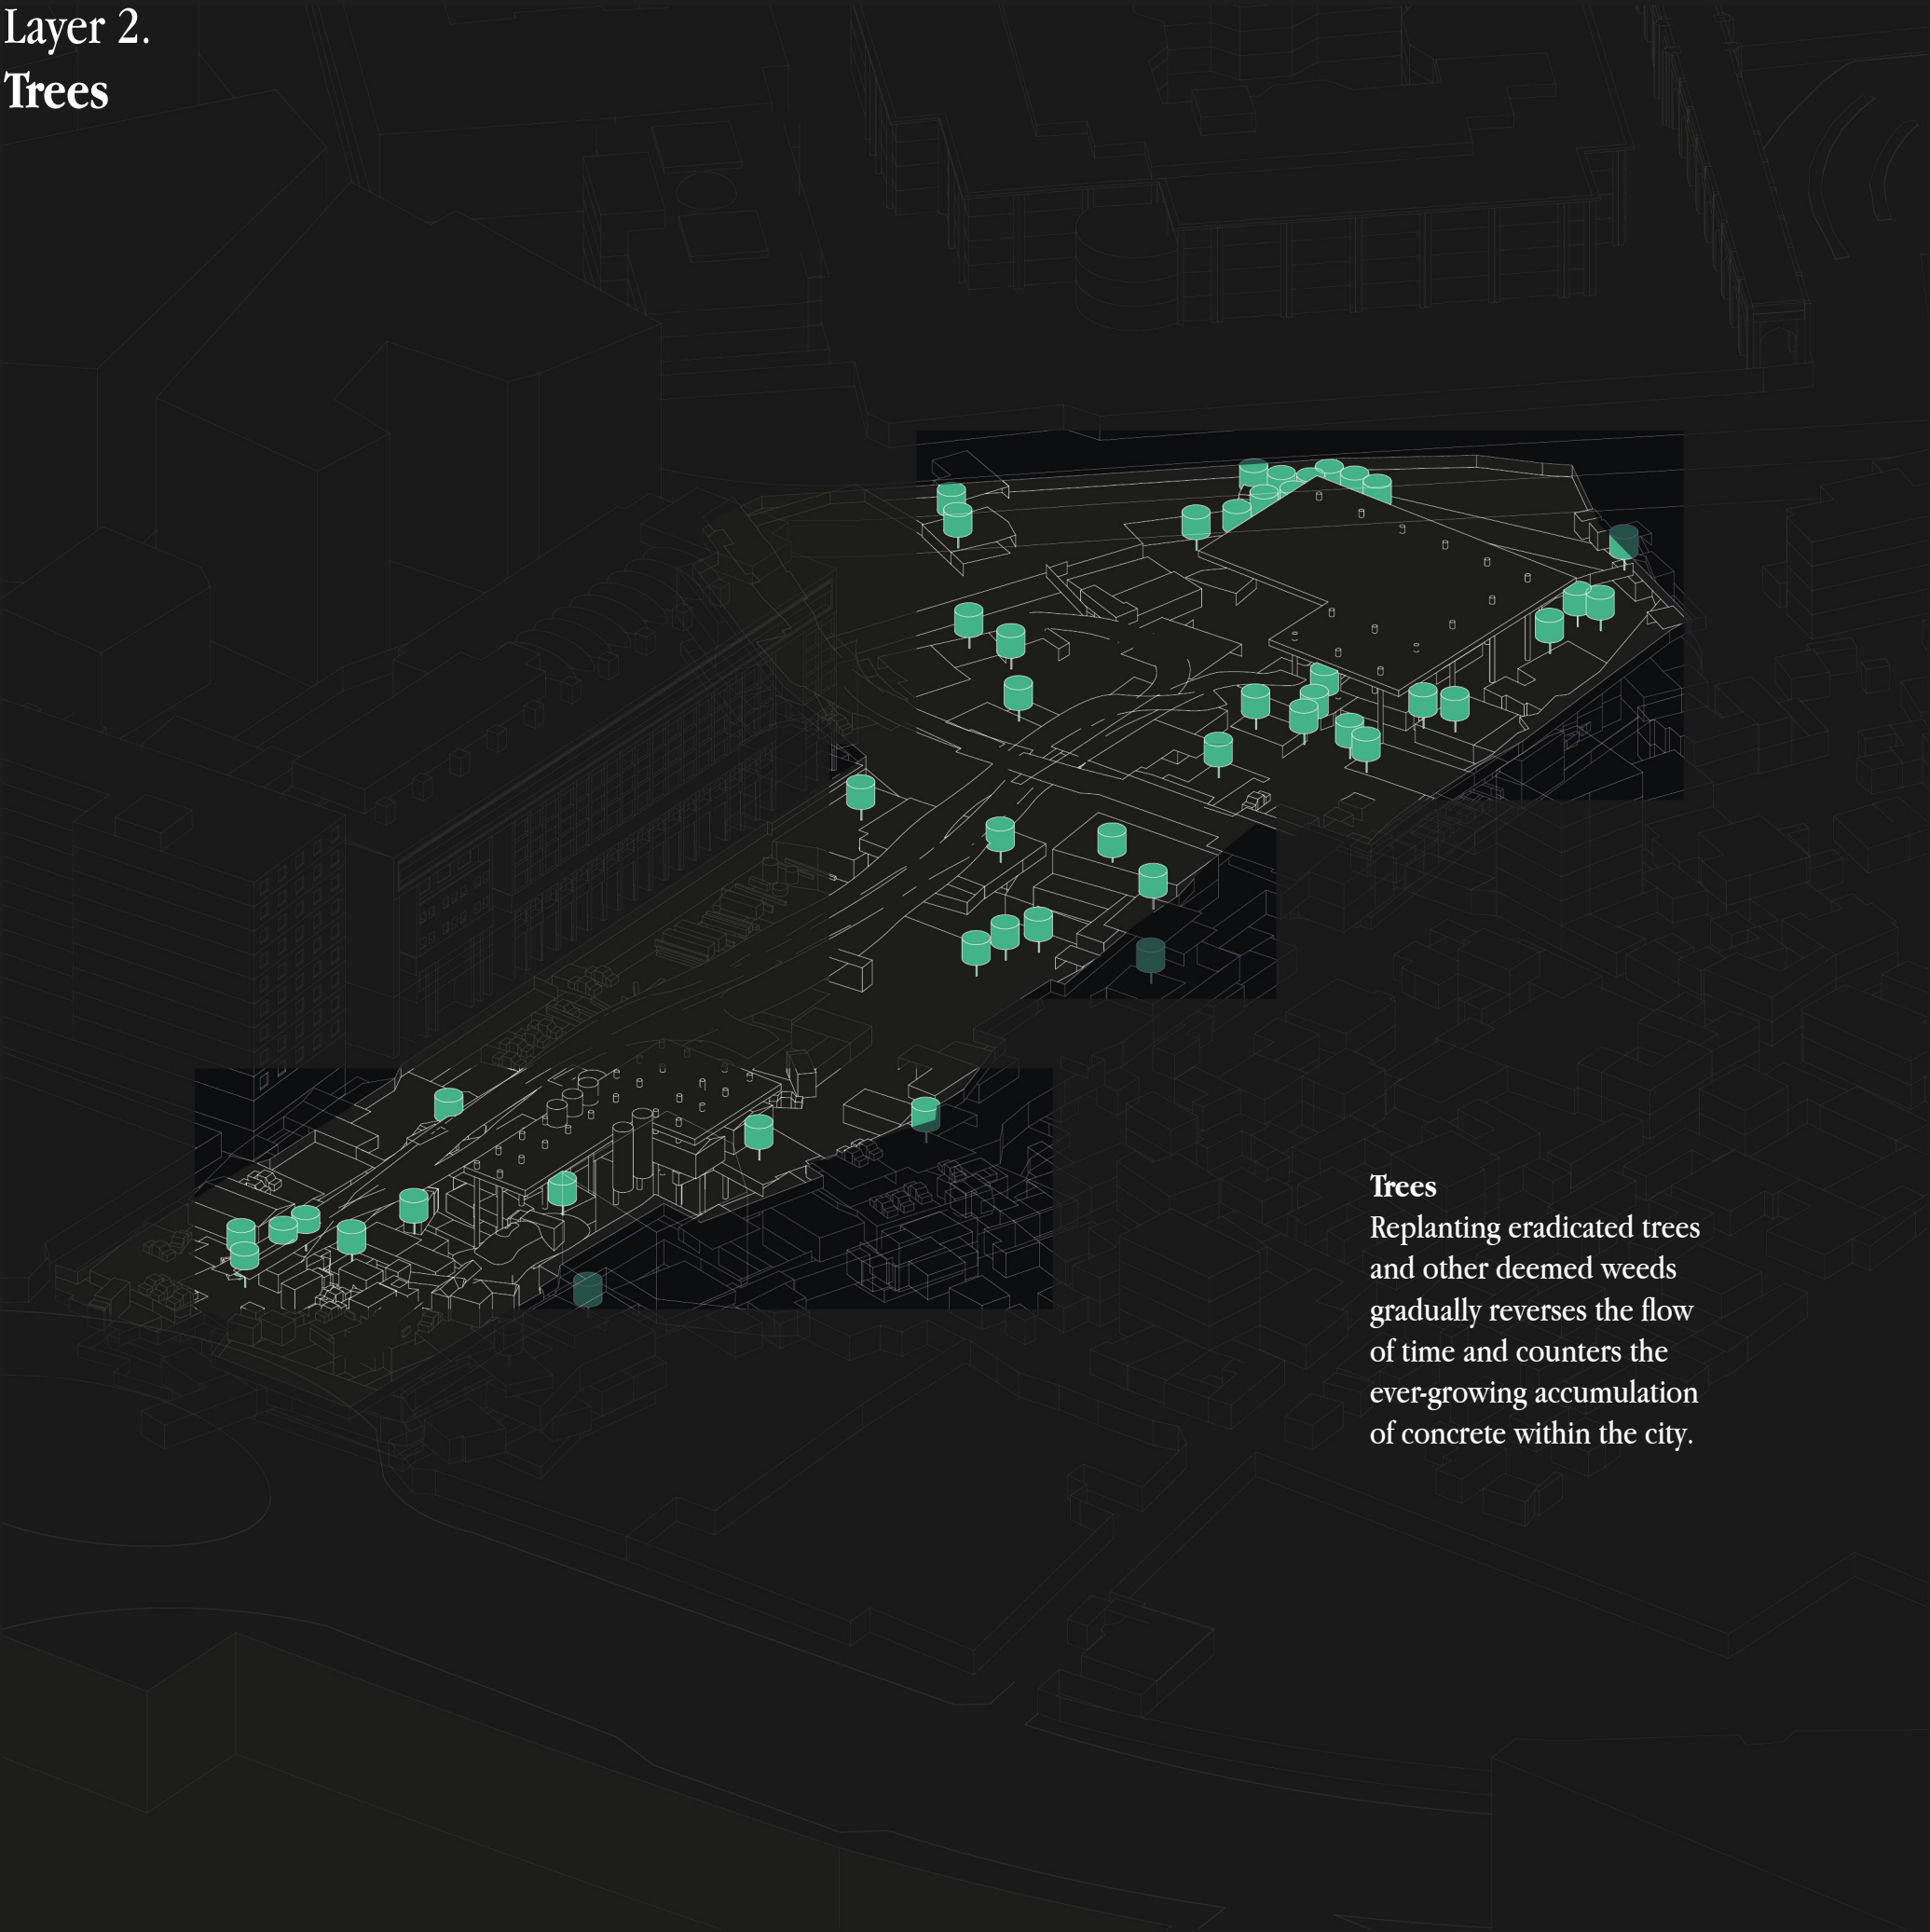 Layer 2.
Trees
Trees
Replanting eradicated trees
and other deemed weeds
gradually reverses the flow
of time and counters the
ever-growing accumulation
of concrete within the city.